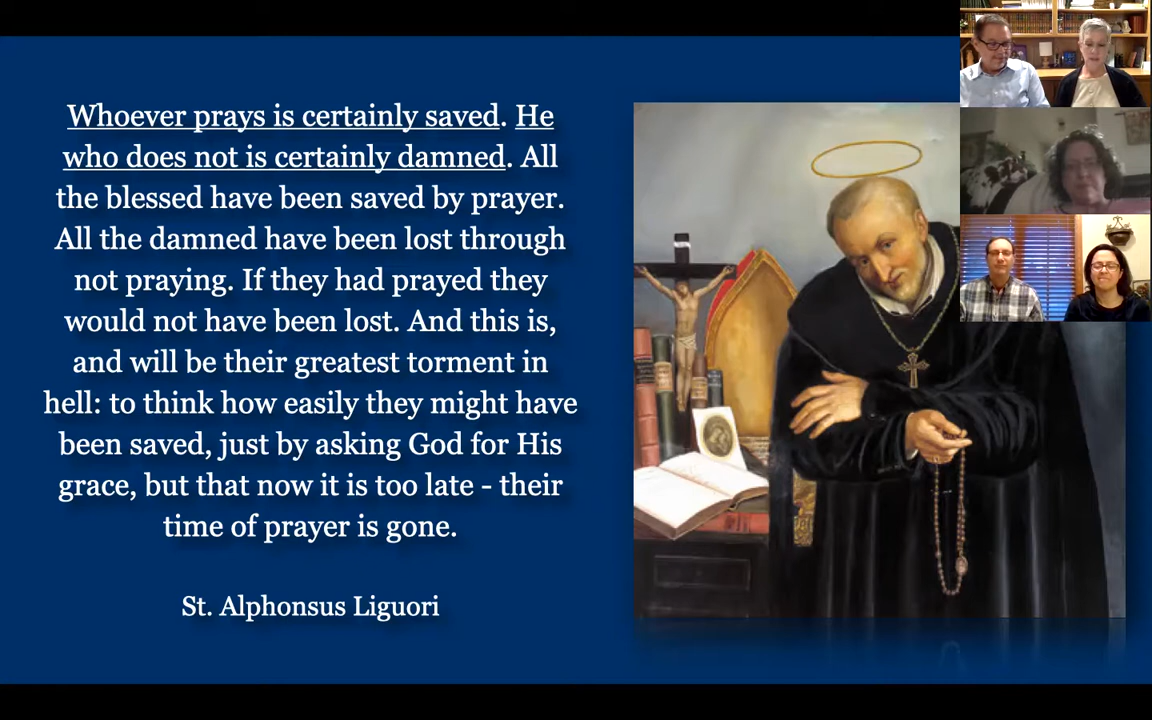 Whoever prays is certainly saved. He
who does not is certainly damned. All
the blessed have been saved by prayer.
All the damned have been lost through
not praying. If they had prayed they
would not have been lost. And this is,
and will be their greatest torment in
hell: to think how easily they might have
been saved, just by asking God for His
grace, but that now it is too late - their
time of prayer is gone.
St. Alphonsus Liguori